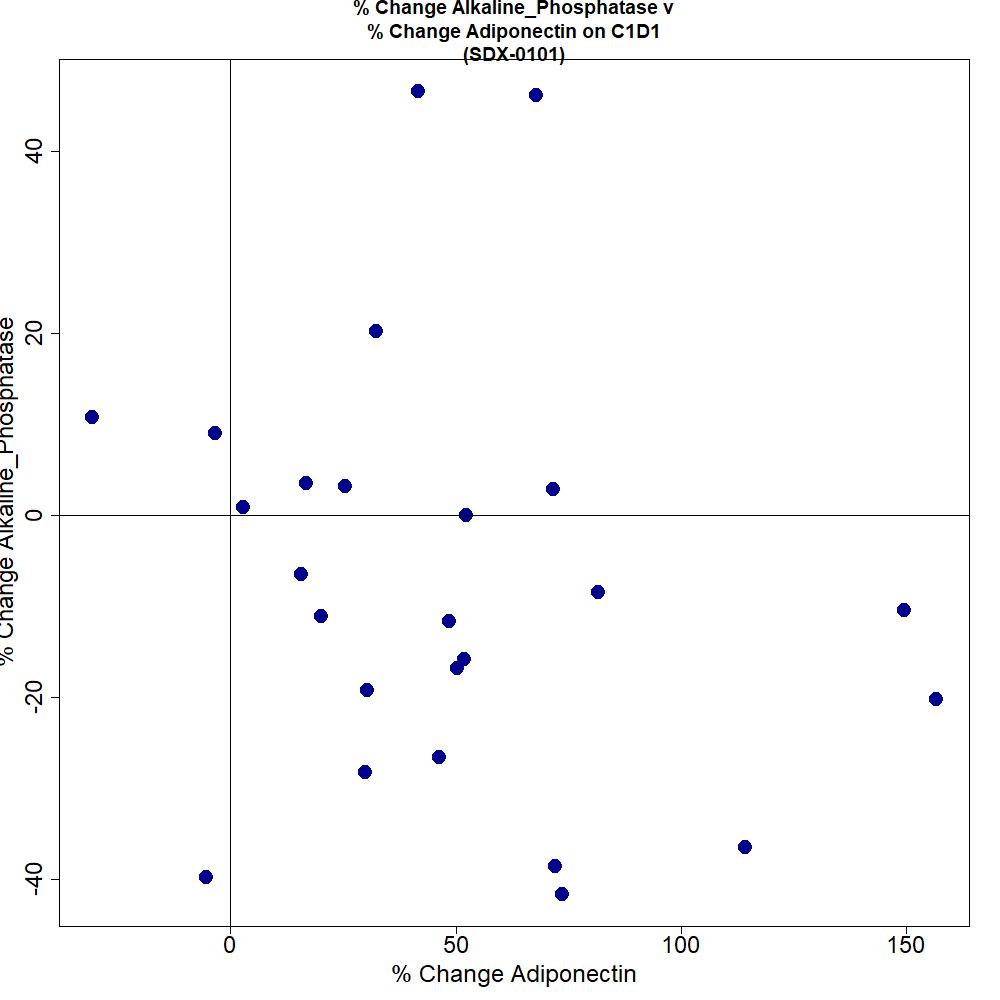 % Change Alkaline_Phosphatase v
% Change Adiponectin on C1D1
(SDX-0101)
% Change Alkaline_Phosphatase
40
20
0
-20
-40
0
50
100
150
% Change Adiponectin